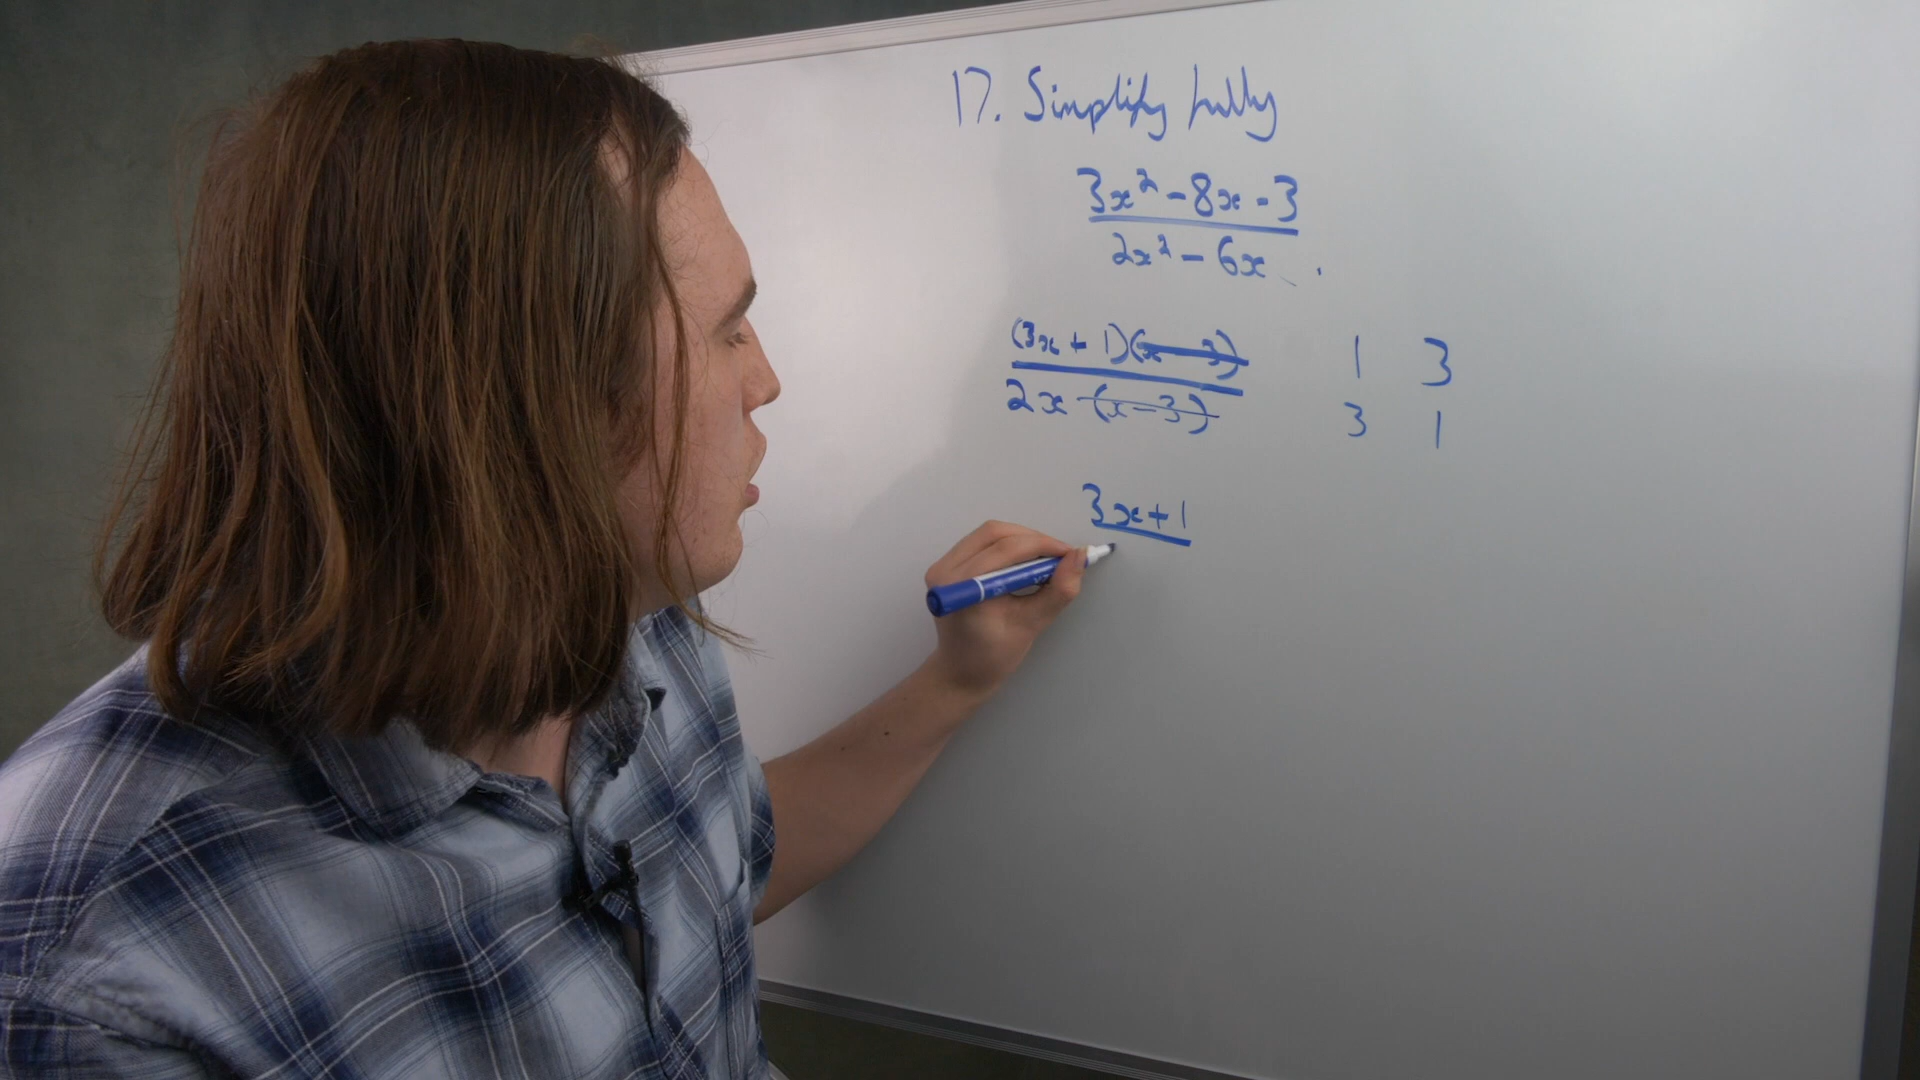 17. Simplify fully
3x² - 8x - 3
2x² - 6x .
(3x + 1)(x - 3)
2x (x - 3)
1 3
3 1
3x + 1